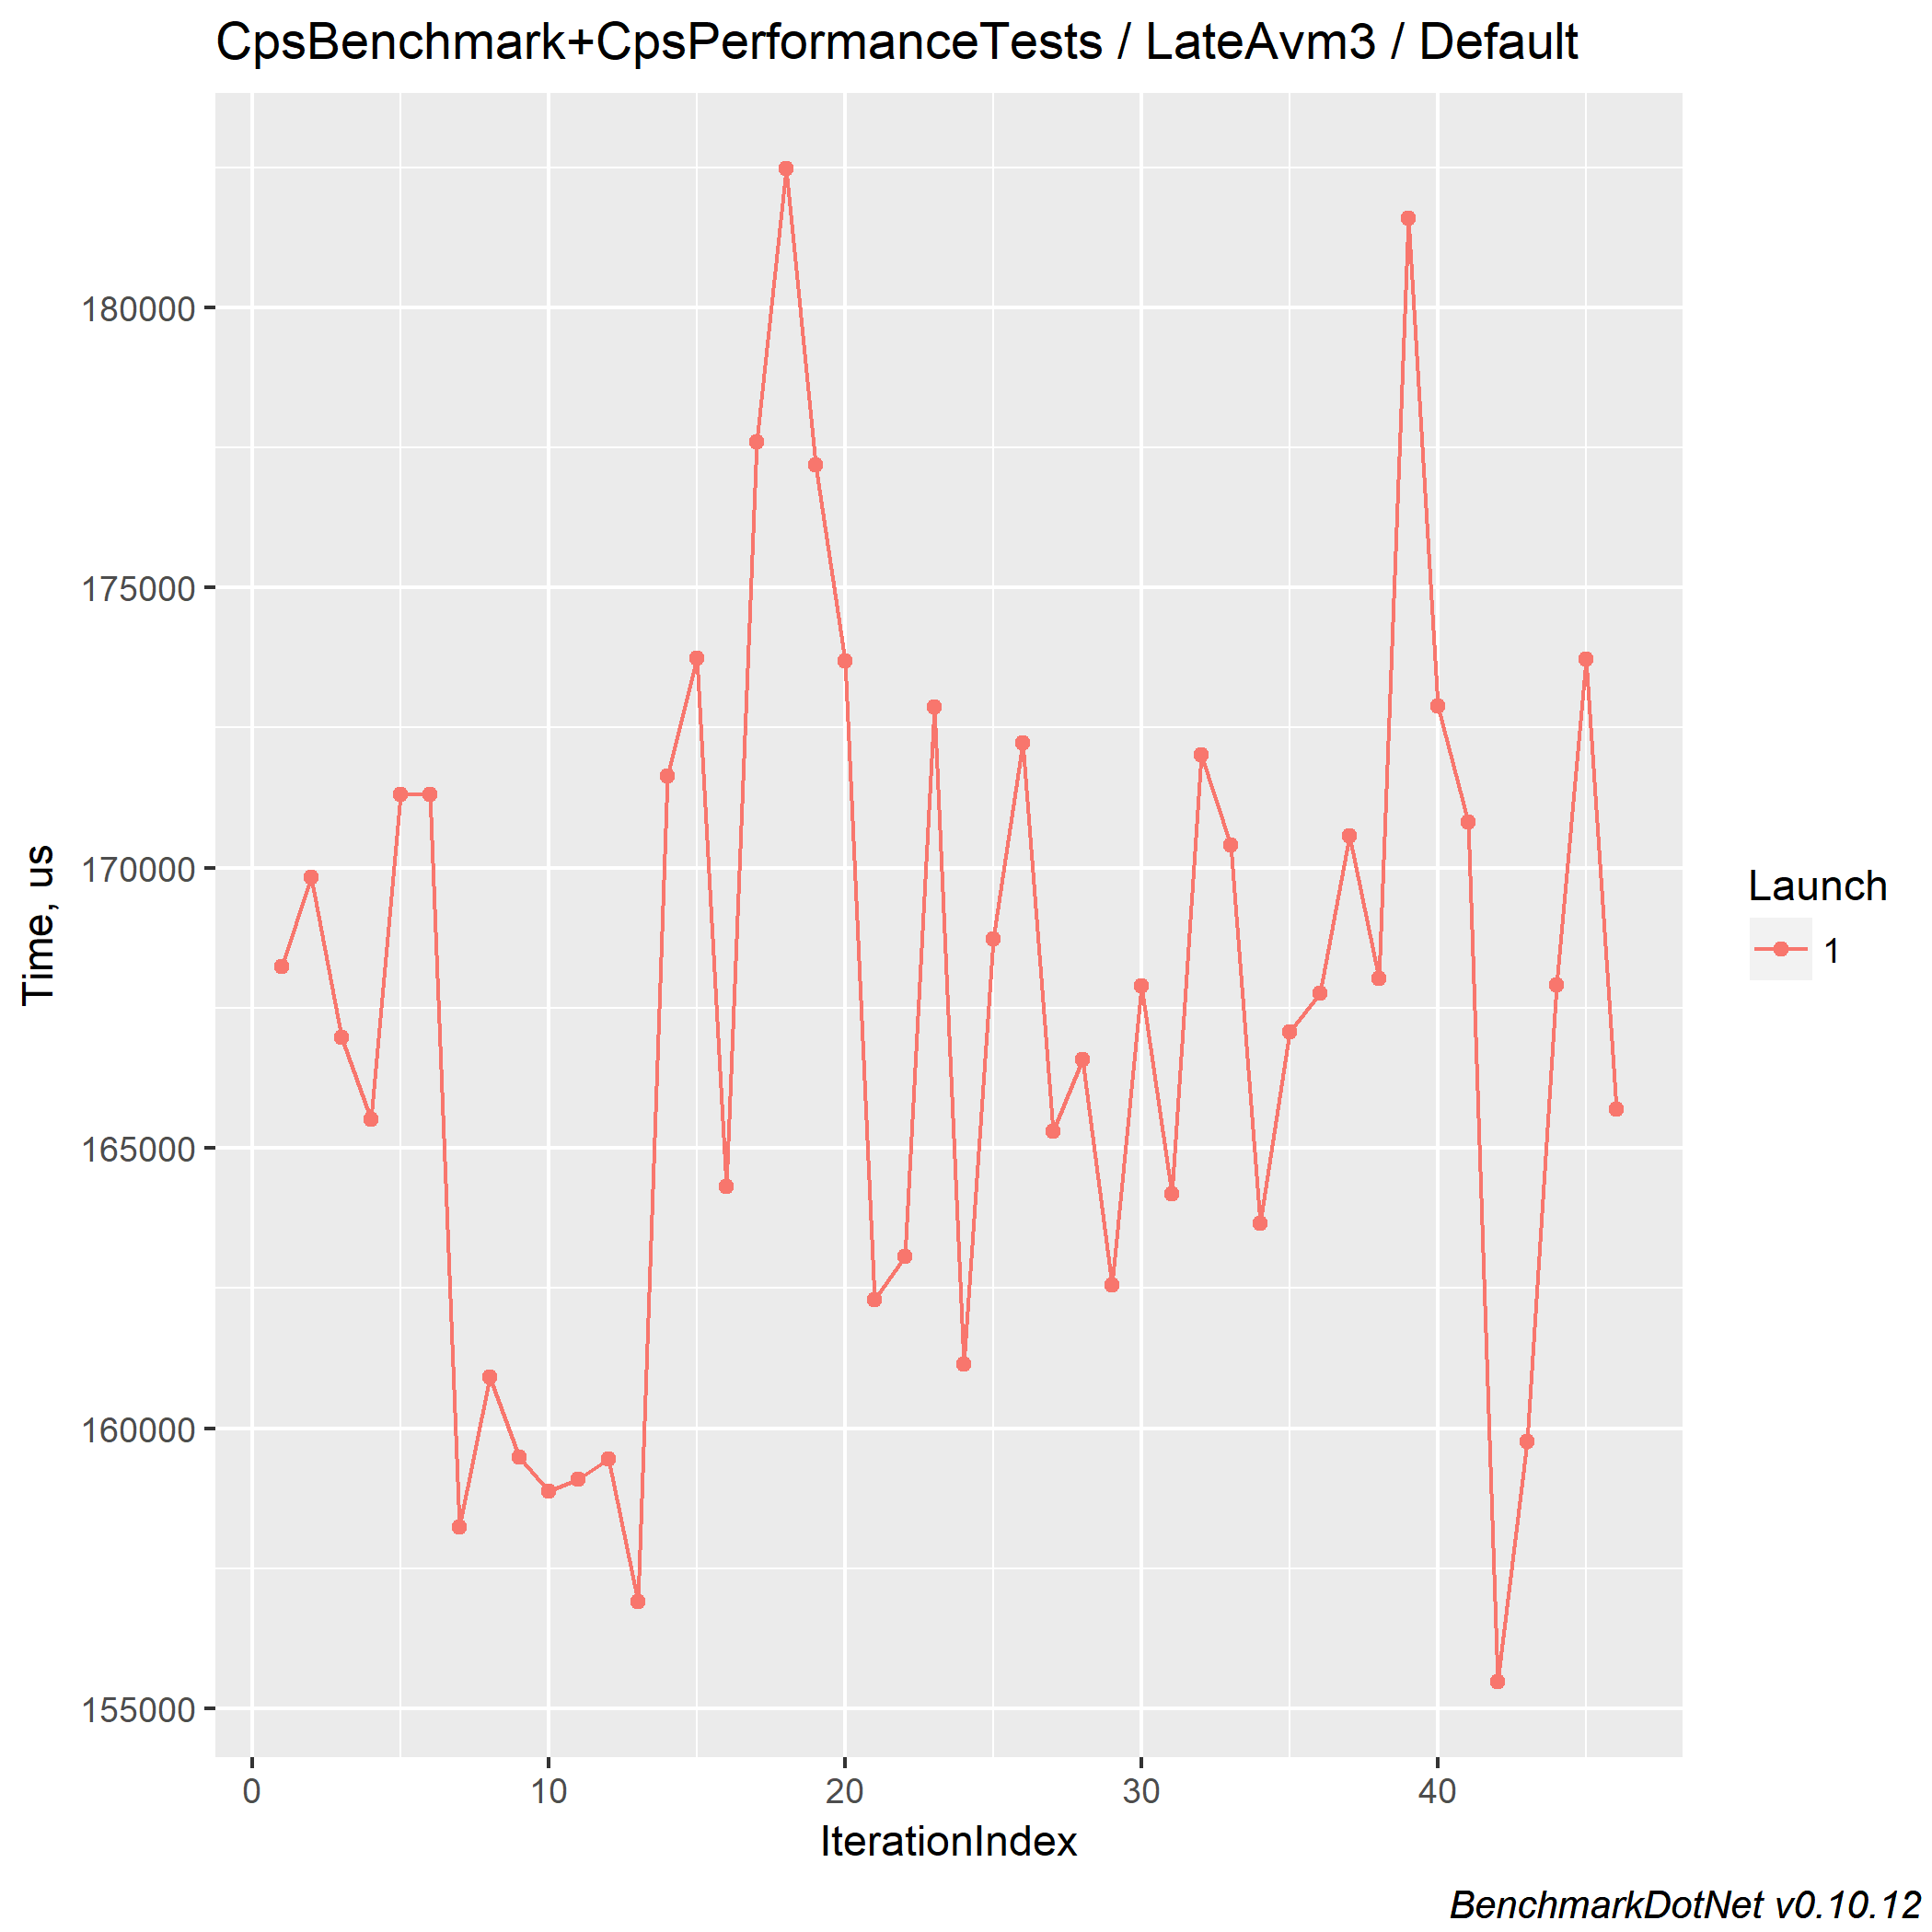 CpsBenchmark+CpsPerformanceTests / LateAvm3 / Default
Time, us
180000
175000
170000
165000
160000
155000
0 10 20 30 40
IterationIndex
Launch
1
BenchmarkDotNet v0.10.12